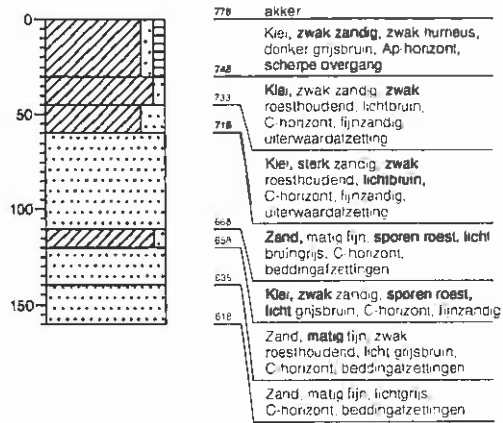 0
50
100
150
778 akker
Klei, zwak zandig, zwak humeus,
donker grijsbruin, Ap-horizont,
scherpe overgang
748
Klei, zwak zandig, zwak
733
roesthoudend, lichtbruin,
C-horizont, fijnzandig,
718
uiterwaardafzetting
Klei, sterk zandig, zwak
roesthoudend, lichtbruin,
C-horizont, fijnzandig,
uiterwaardafzetting
668
Zand, matig fijn, sporen roest, licht
658
bruingrijs, C-horizont,
beddingafzettingen
638
Klei, zwak zandig, sporen roest,
licht grijsbruin, C-horizont, fijnzandig
618
Zand, matig fijn, zwak
roesthoudend, licht grijsbruin,
C-horizont, beddingafzettingen
Zand, matig fijn, lichtgrijs,
C-horizont, beddingafzettingen